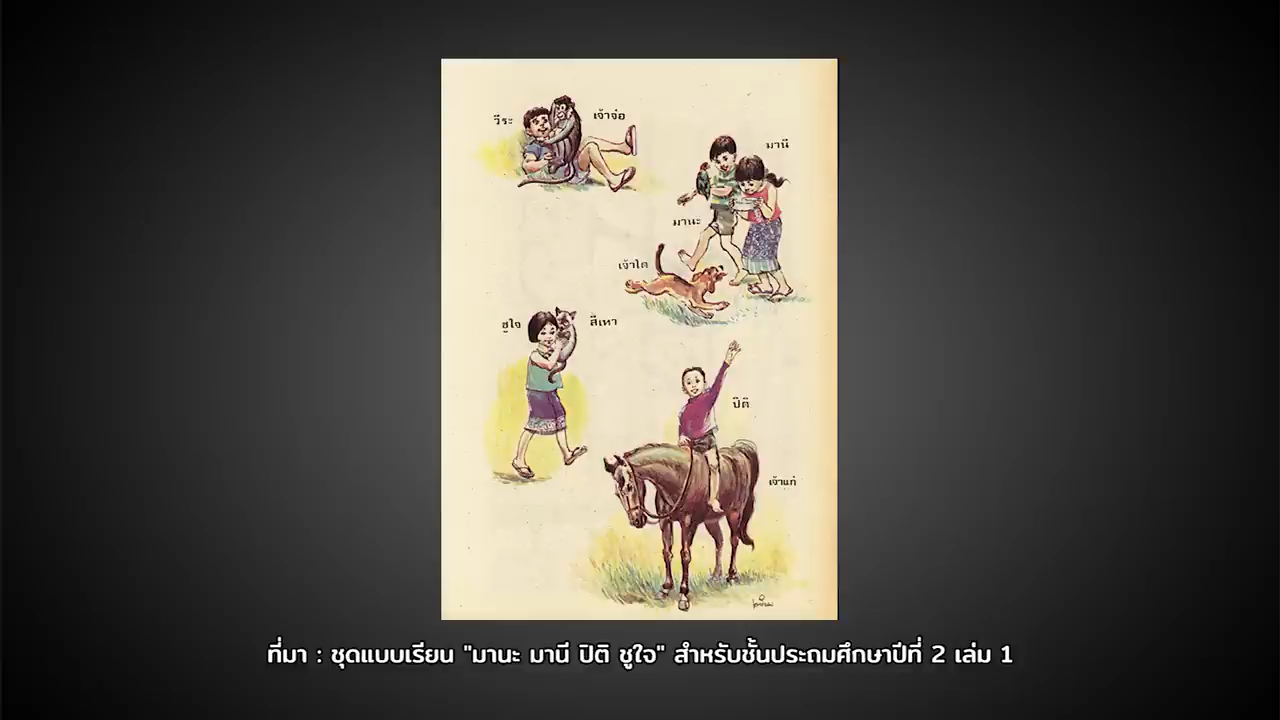 วีระ
เจ้าจ๋อ
มานี
มานะ
เจ้าโต
ชูใจ
สีเทา
ปิติ
เจ้าแก่
ที่มา : ชุดแบบเรียน "มานะ มานี ปิติ ชูใจ" สำหรับชั้นประถมศึกษาปีที่ 2 เล่ม 1